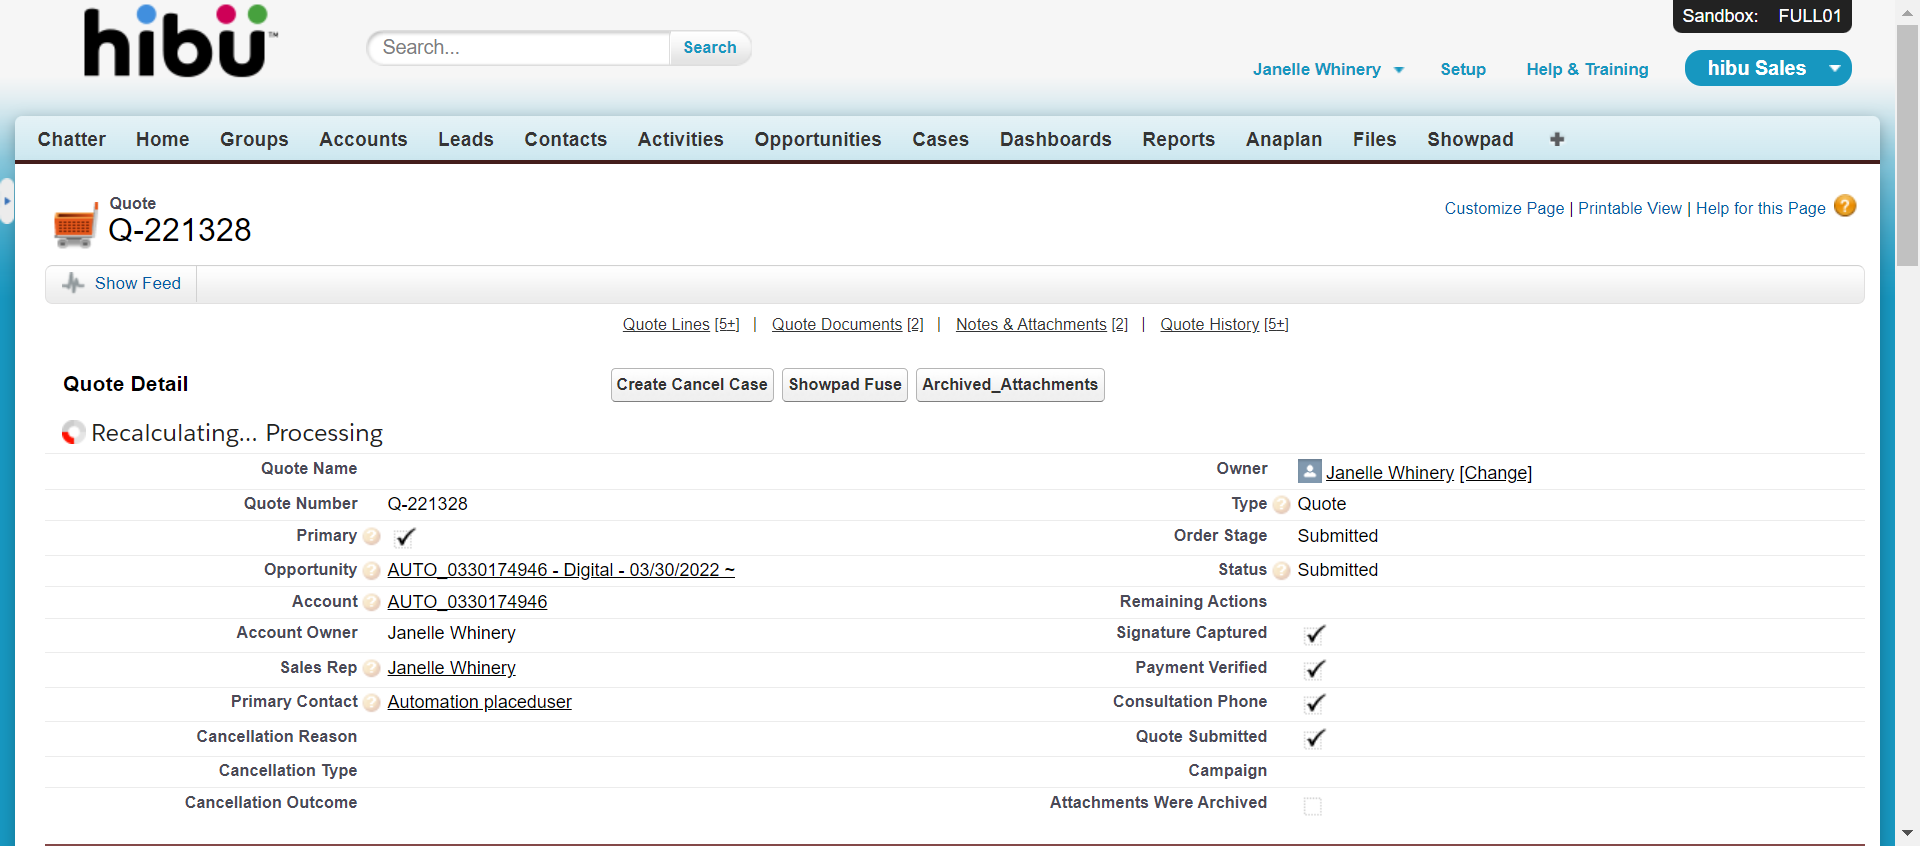 Sandbox: FULL01
hibu™
Search...
Search
Janelle Whinery
Setup
Help & Training
hibu Sales
Chatter Home Groups Accounts Leads Contacts Activities Opportunities Cases Dashboards Reports Anaplan Files Showpad
Quote
Q-221328
Customize Page | Printable View | Help for this Page
Show Feed
Quote Lines [5+] | Quote Documents [2] | Notes & Attachments [2] | Quote History [5+]
Quote Detail
Create Cancel Case
Showpad Fuse
Archived_Attachments
Recalculating... Processing
Quote Name
Owner Janelle Whinery [Change]
Quote Number Q-221328
Type ? Quote
Primary ?
Order Stage Submitted
Opportunity ? AUTO_0330174946 - Digital - 03/30/2022 ~
Status ? Submitted
Account ? AUTO_0330174946
Remaining Actions
Account Owner Janelle Whinery
Signature Captured
Sales Rep ? Janelle Whinery
Payment Verified
Primary Contact ? Automation placeduser
Consultation Phone
Cancellation Reason
Quote Submitted
Cancellation Type
Campaign
Cancellation Outcome
Attachments Were Archived